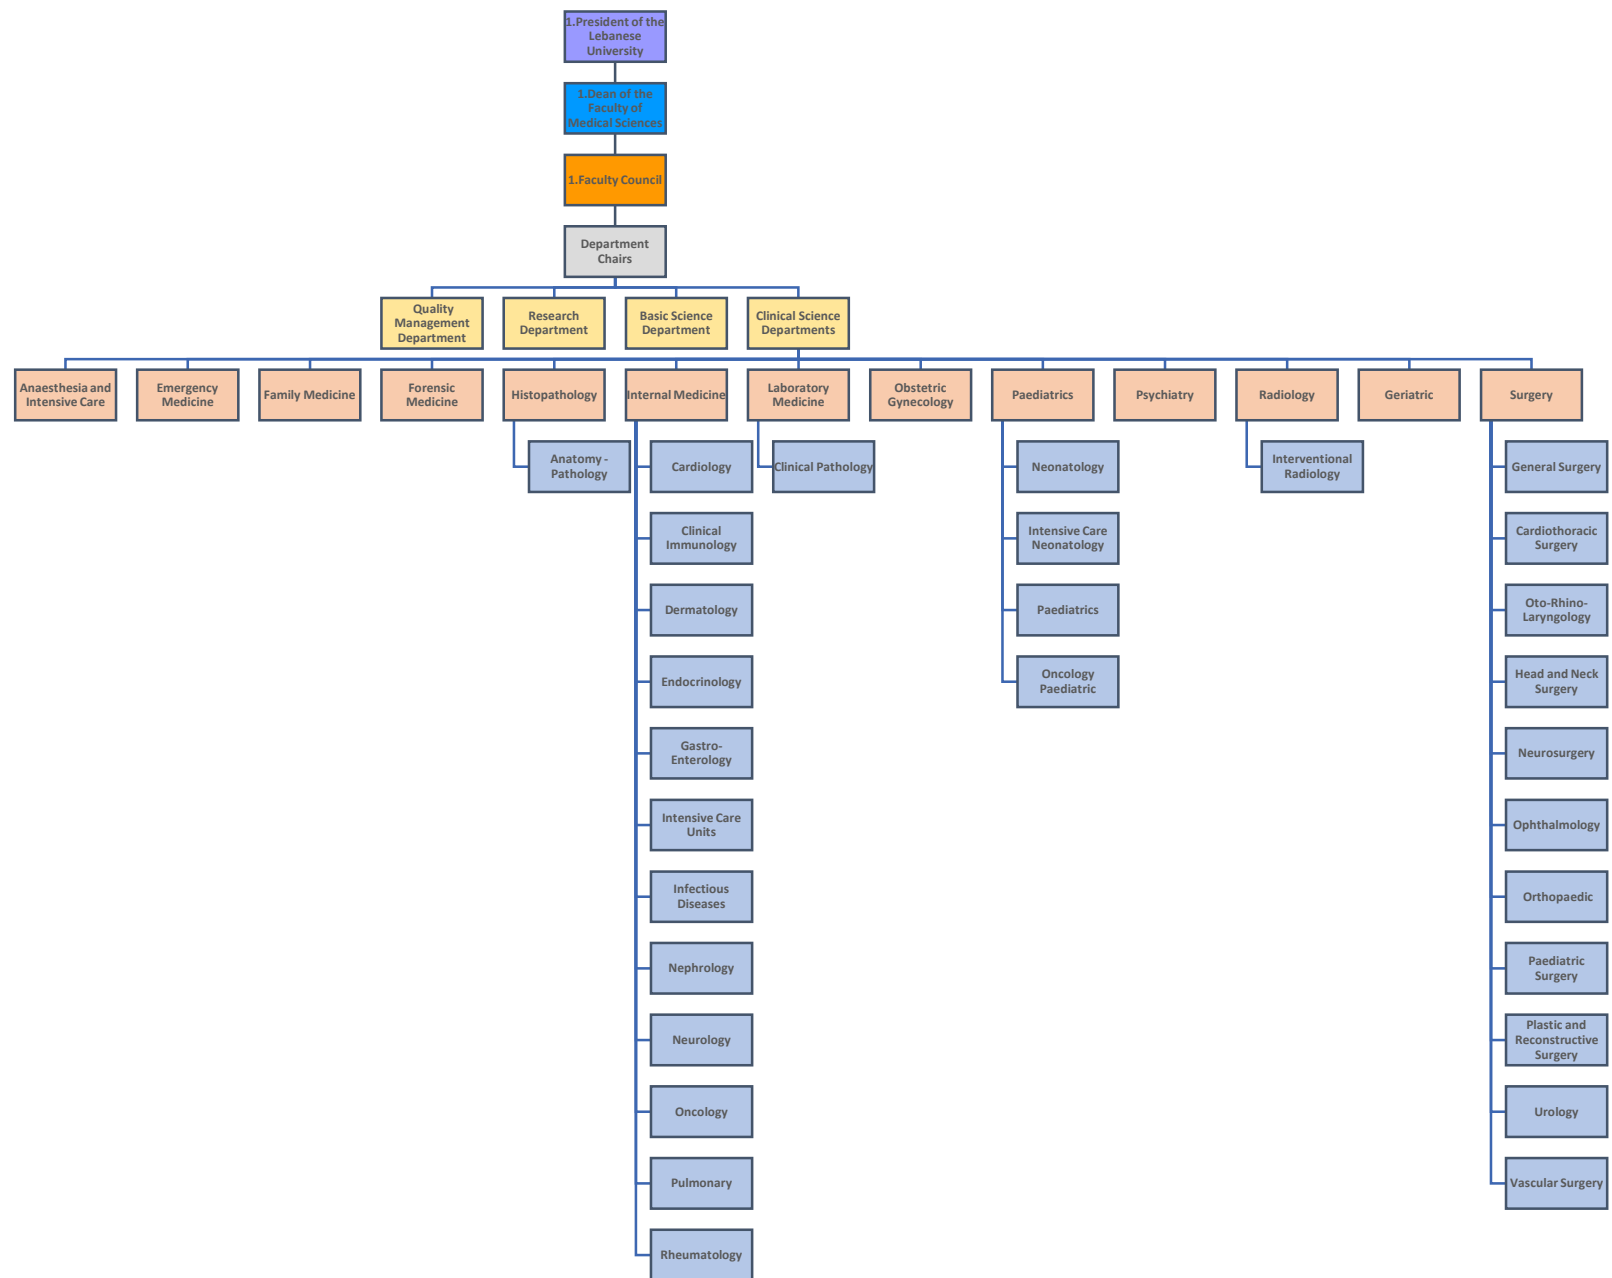 1.President of the
Lebanese
University
1.Dean of the
Faculty of
Medical Sciences
1.Faculty Council
Department
Chairs
Quality
Management
Department
Research
Department
Basic Science
Department
Clinical Science
Departments
Anaesthesia and
Intensive Care
Emergency
Medicine
Family Medicine
Forensic
Medicine
Histopathology
Internal Medicine
Laboratory
Medicine
Obstetric
Gynecology
Paediatrics
Psychiatry
Radiology
Geriatric
Surgery
Anatomy -
Pathology
Cardiology
Clinical
Immunology
Dermatology
Endocrinology
Gastro-
Enterology
Intensive Care
Units
Infectious
Diseases
Nephrology
Neurology
Oncology
Pulmonary
Rheumatology
Clinical Pathology
Neonatology
Intensive Care
Neonatology
Paediatrics
Oncology
Paediatric
Interventional
Radiology
General Surgery
Cardiothoracic
Surgery
Oto-Rhino-
Laryngology
Head and Neck
Surgery
Neurosurgery
Ophthalmology
Orthopaedic
Paediatric
Surgery
Plastic and
Reconstructive
Surgery
Urology
Vascular Surgery